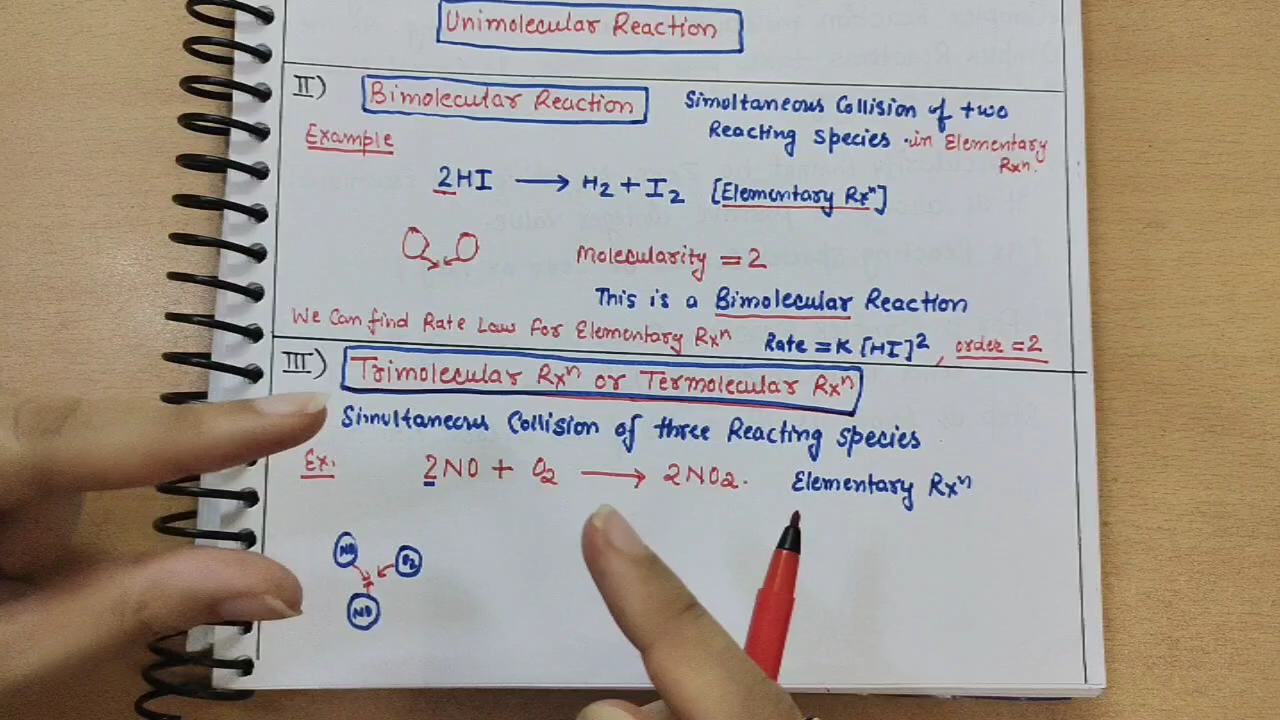 Unimolecular Reaction
II) Bimolecular Reaction Simoltaneous Collision of two
Reacting species in Elementary
Rxn.
Example
2HI ⟶ H₂ + I₂ [Elementary Rxⁿ]
Molecularity = 2
This is a Bimolecular Reaction
We Can find Rate Law for Elementary Rxⁿ Rate = K [HI]², order = 2
III) Trimolecular Rxⁿ or Termolecular Rxⁿ
Simultaneous Collision of three Reacting species
Ex. 2NO + O₂ ⟶ 2NO₂. Elementary Rxⁿ
NO O₂
NO